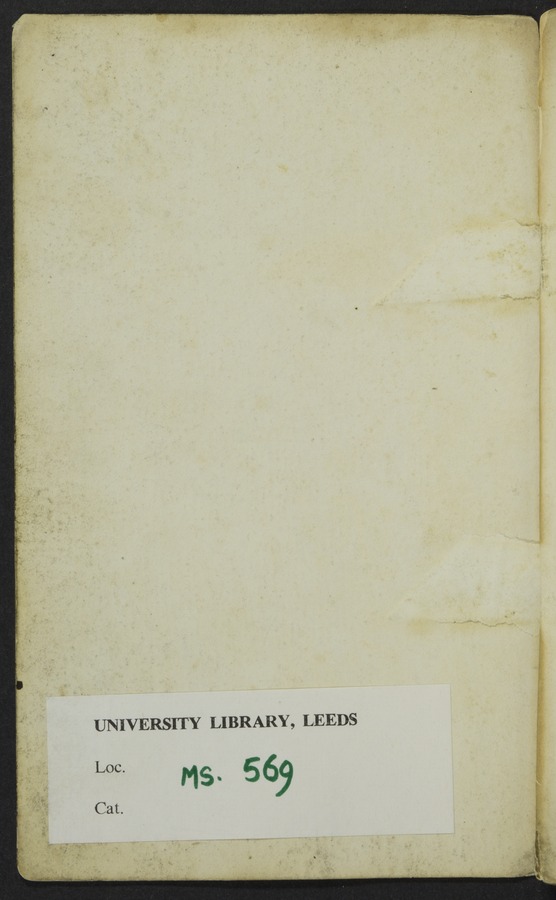 UNIVERSITY LIBRARY, LEEDS
Loc. MS. 569
Cat.